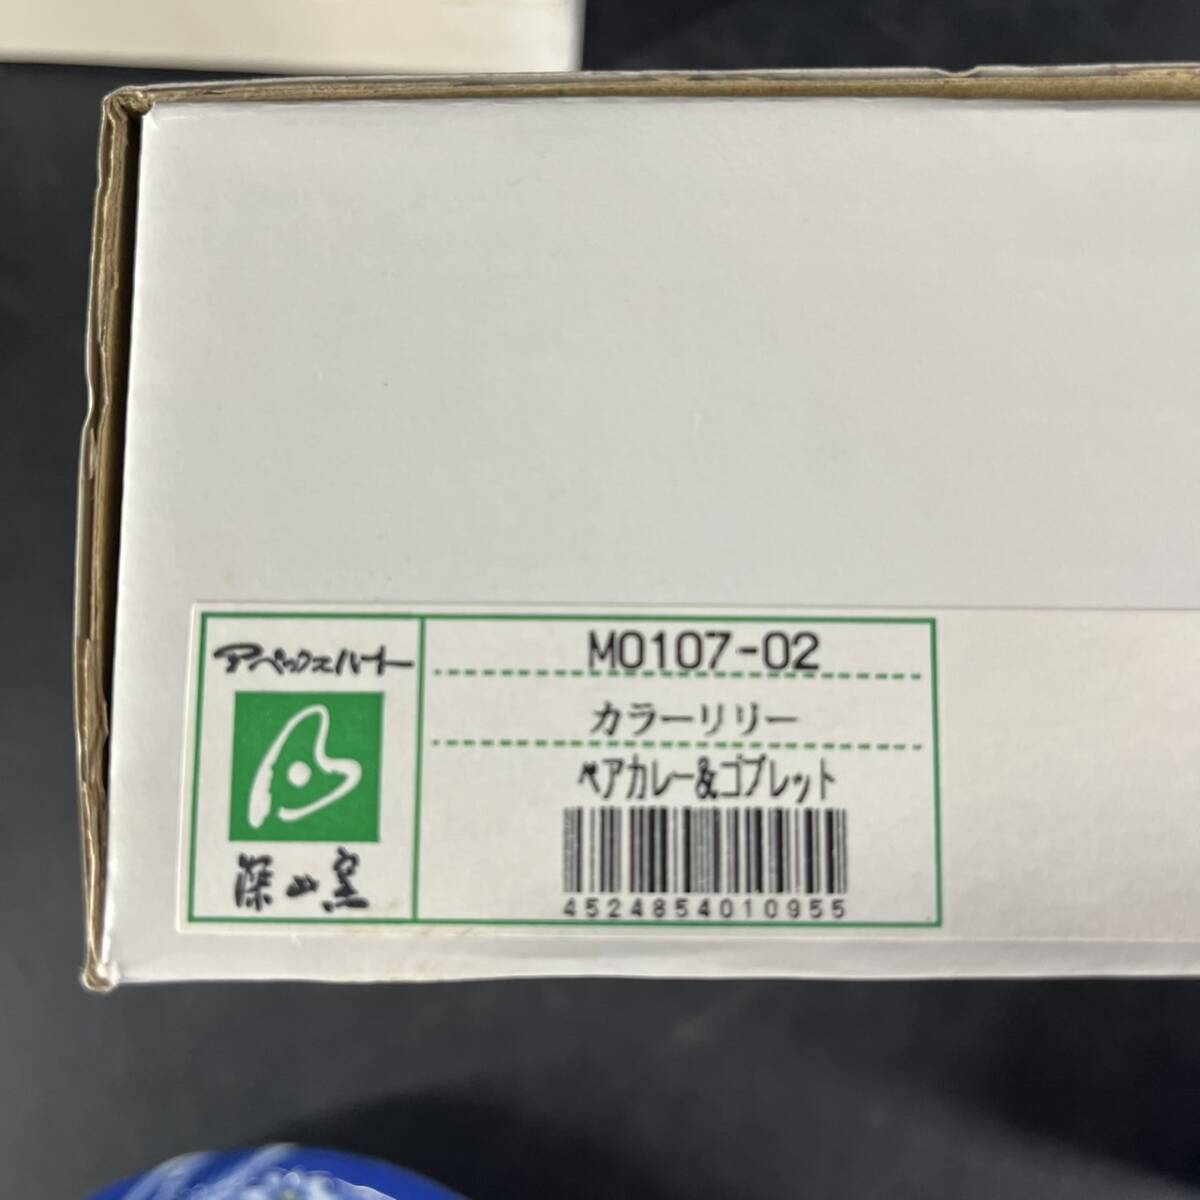 アペックスハート
深山窯
M0107-02
カラーリリー
ペアカレー&ゴブレット
4524854010955